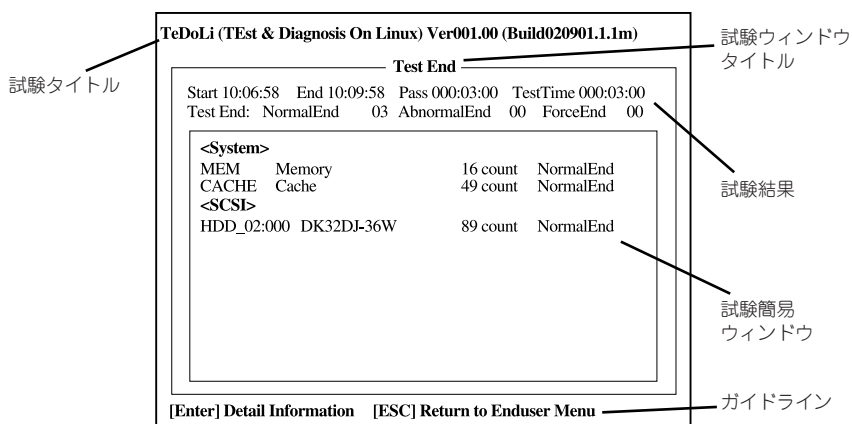 TeDoLi (TEst & Diagnosis On Linux) Ver001.00 (Build020901.1.1m)
試験タイトル
試験ウィンドウ
タイトル
Test End
Start 10:06:58 End 10:09:58 Pass 000:03:00 TestTime 000:03:00
Test End: NormalEnd 03 AbnormalEnd 00 ForceEnd 00
試験結果
<System>
MEM Memory 16 count NormalEnd
CACHE Cache 49 count NormalEnd
<SCSI>
HDD_02:000 DK32DJ-36W 89 count NormalEnd
試験簡易
ウィンドウ
[Enter] Detail Information [ESC] Return to Enduser Menu
ガイドライン